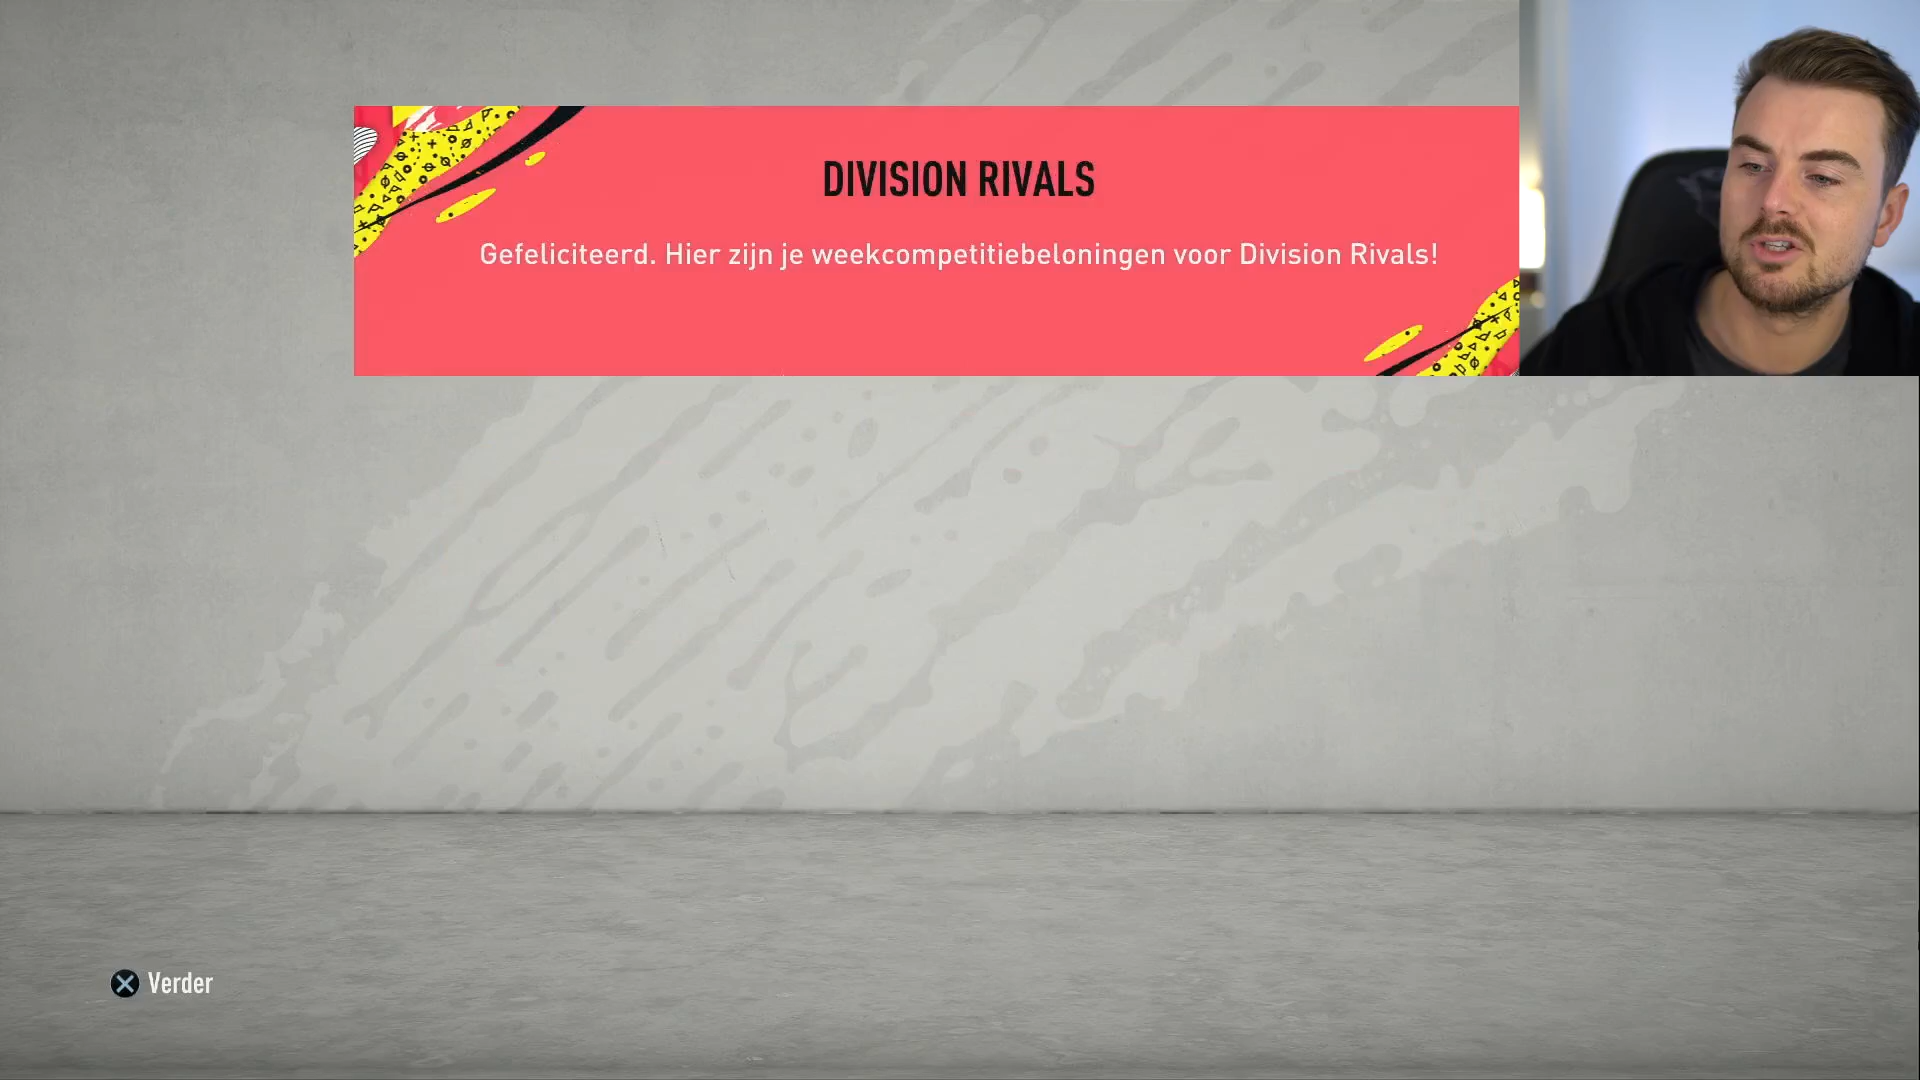 DIVISION RIVALS
Gefeliciteerd. Hier zijn je weekcompetitiebeloningen voor Division Rivals!
Verder